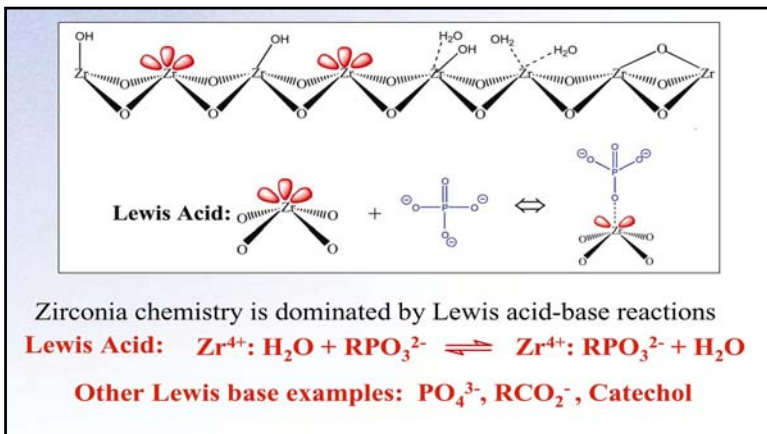 OH OH H₂O OH OH₂ H₂O O
Zr O Zr O Zr O Zr O Zr O Zr O Zr Zr
O O O O O O O
O
⊖O P O⊖
O
Lewis Acid: Zr O O O O + O ⊖O P O⊖ O⊖ ⇔ Zr
O O
O O
Zirconia chemistry is dominated by Lewis acid-base reactions
Lewis Acid: Zr⁴⁺: H₂O + RPO₃²⁻ ⇌ Zr⁴⁺: RPO₃²⁻ + H₂O
Other Lewis base examples: PO₄³⁻, RCO₂⁻, Catechol